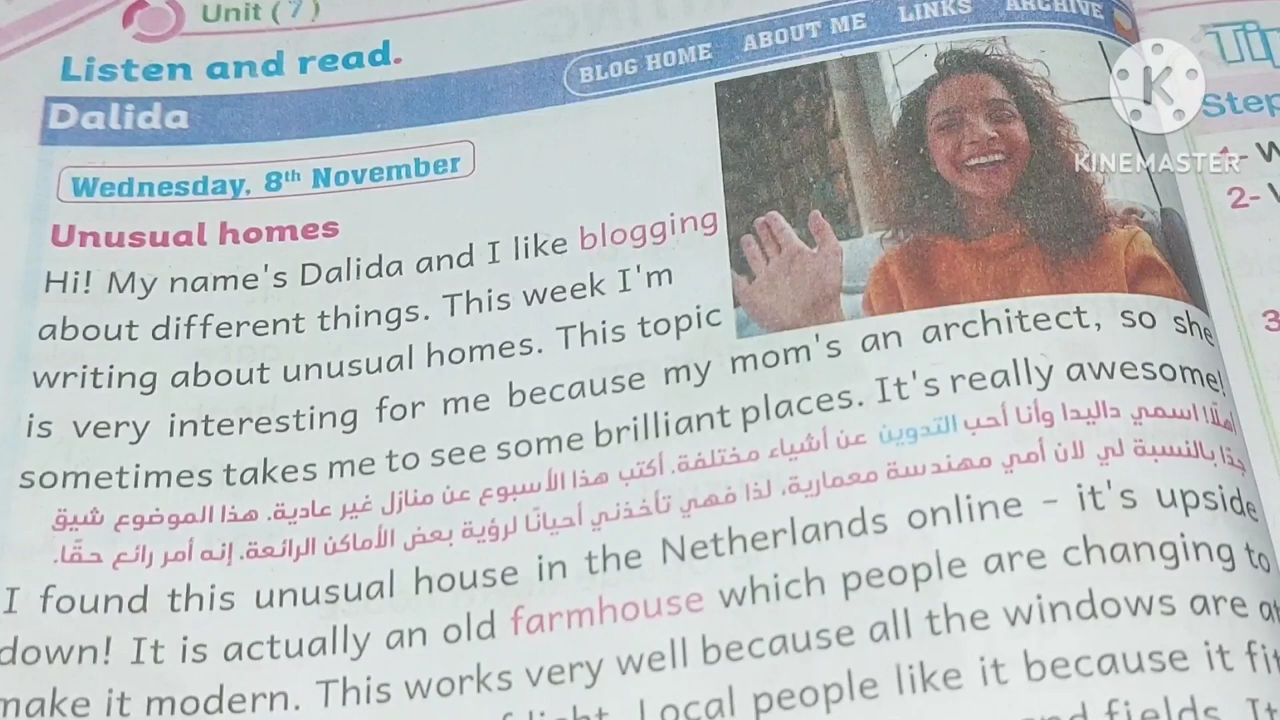 Unit ( 7 )
Listen and read.
BLOG HOME ABOUT ME LINKS ARCHIVE
Dalida
Wednesday, 8th November
Unusual homes
Hi! My name's Dalida and I like blogging
about different things. This week I'm
writing about unusual homes. This topic
is very interesting for me because my mom's an architect, so she
sometimes takes me to see some brilliant places. It's really awesome!
أهلًا اسمي داليدا وأنا أحب التدوين عن أشياء مختلفة. أكتب هذا الأسبوع عن منازل غير عادية. هذا الموضوع شيق
جدًا بالنسبة لي لان أمي مهندسة معمارية، لذا فهي تأخذني أحيانًا لرؤية بعض الأماكن الرائعة. إنه أمر رائع حقًا.
I found this unusual house in the Netherlands online – it's upside
down! It is actually an old farmhouse which people are changing to
make it modern. This works very well because all the windows are
light. Local people like it because it
fields. It
Step
1-
2-
3
K
KINEMASTER